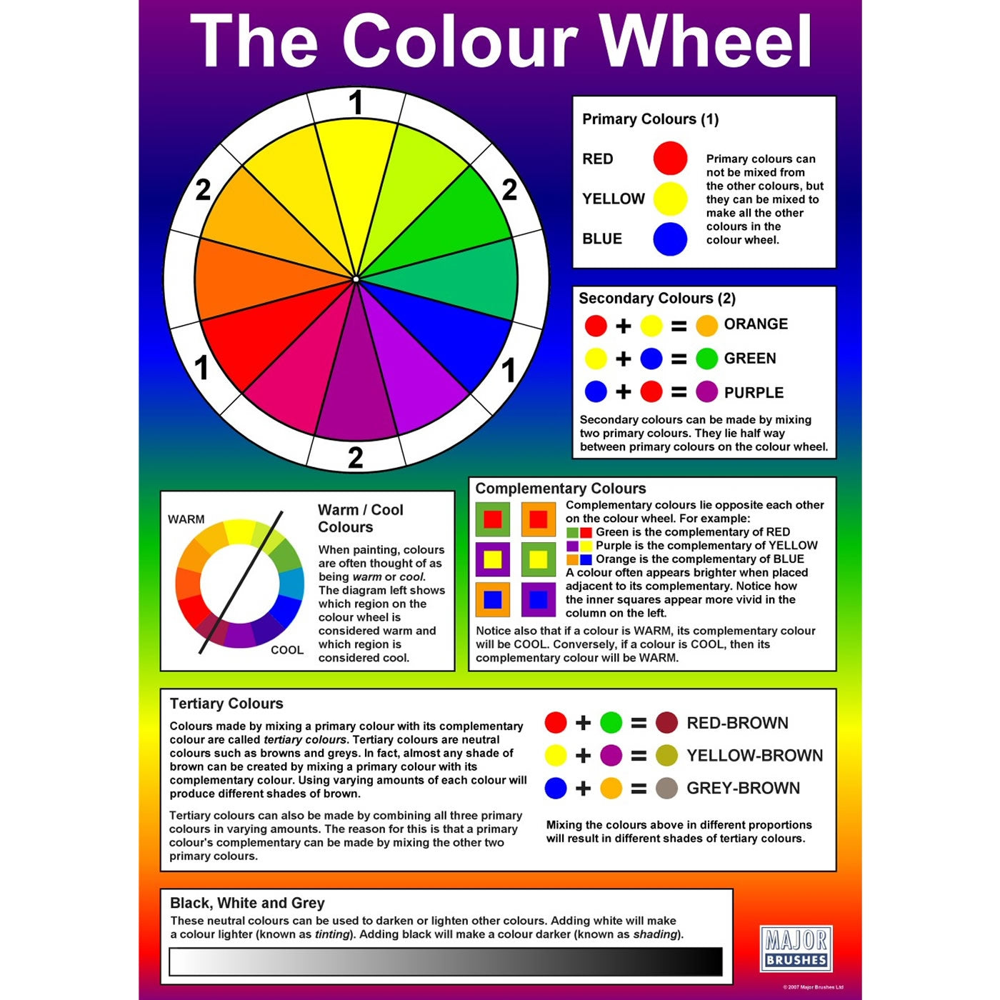 The Colour Wheel
1
2
2
1
1
2
Primary Colours (1)
RED
YELLOW
BLUE
Primary colours can
not be mixed from
the other colours, but
they can be mixed to
make all the other
colours in the
colour wheel.
Secondary Colours (2)
+ = ORANGE
+ = GREEN
+ = PURPLE
Secondary colours can be made by mixing
two primary colours. They lie half way
between primary colours on the colour wheel.
WARM
COOL
Warm / Cool
Colours
When painting, colours
are often thought of as
being warm or cool.
The diagram left shows
which region on the
colour wheel is
considered warm and
which region is
considered cool.
Complementary Colours
Complementary colours lie opposite each other
on the colour wheel. For example:
Green is the complementary of RED
Purple is the complementary of YELLOW
Orange is the complementary of BLUE
A colour often appears brighter when placed
adjacent to its complementary. Notice how
the inner squares appear more vivid in the
column on the left.
Notice also that if a colour is WARM, its complementary colour
will be COOL. Conversely, if a colour is COOL, then its
complementary colour will be WARM.
Tertiary Colours
Colours made by mixing a primary colour with its complementary
colour are called tertiary colours. Tertiary colours are neutral
colours such as browns and greys. In fact, almost any shade of
brown can be created by mixing a primary colour with its
complementary colour. Using varying amounts of each colour will
produce different shades of brown.
Tertiary colours can also be made by combining all three primary
colours in varying amounts. The reason for this is that a primary
colour's complementary can be made by mixing the other two
primary colours.
+ = RED-BROWN
+ = YELLOW-BROWN
+ = GREY-BROWN
Mixing the colours above in different proportions
will result in different shades of tertiary colours.
Black, White and Grey
These neutral colours can be used to darken or lighten other colours. Adding white will make
a colour lighter (known as tinting). Adding black will make a colour darker (known as shading).
MAJOR
BRUSHES
© 2007 Major Brushes Ltd